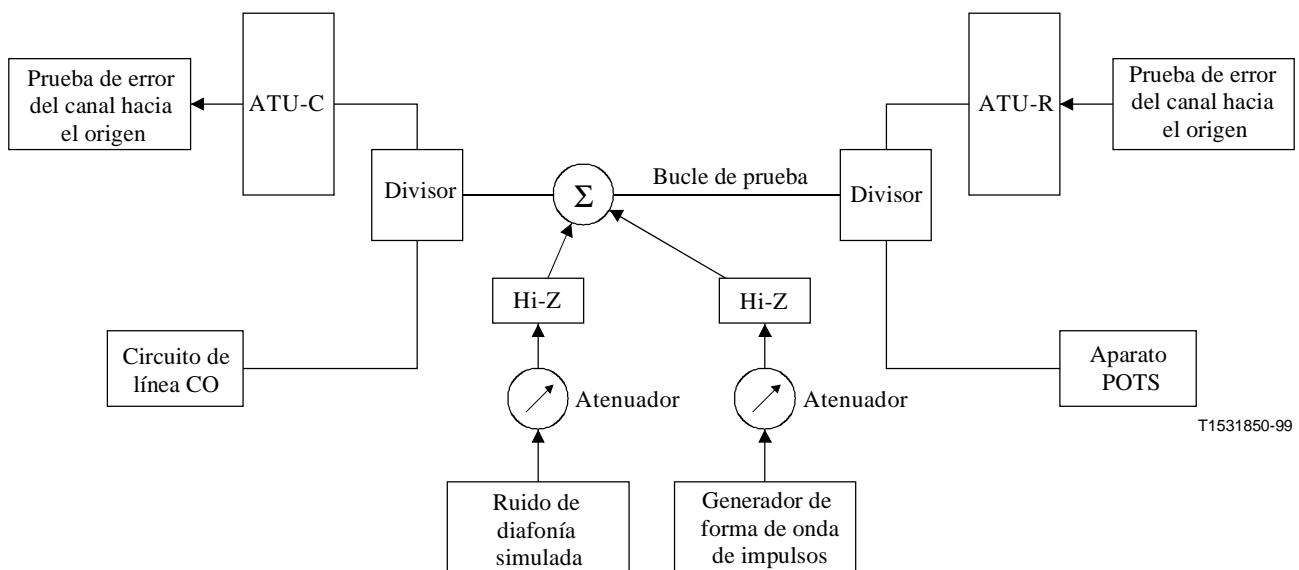 Prueba de error
del canal hacia
el origen
ATU-C
ATU-R
Prueba de error
del canal hacia
el origen
Divisor
Σ
Bucle de prueba
Divisor
Hi-Z
Hi-Z
Circuito de
línea CO
Atenuador
Atenuador
Aparato
POTS
T1531850-99
Ruido de
diafonía
simulada
Generador de
forma de onda
de impulsos